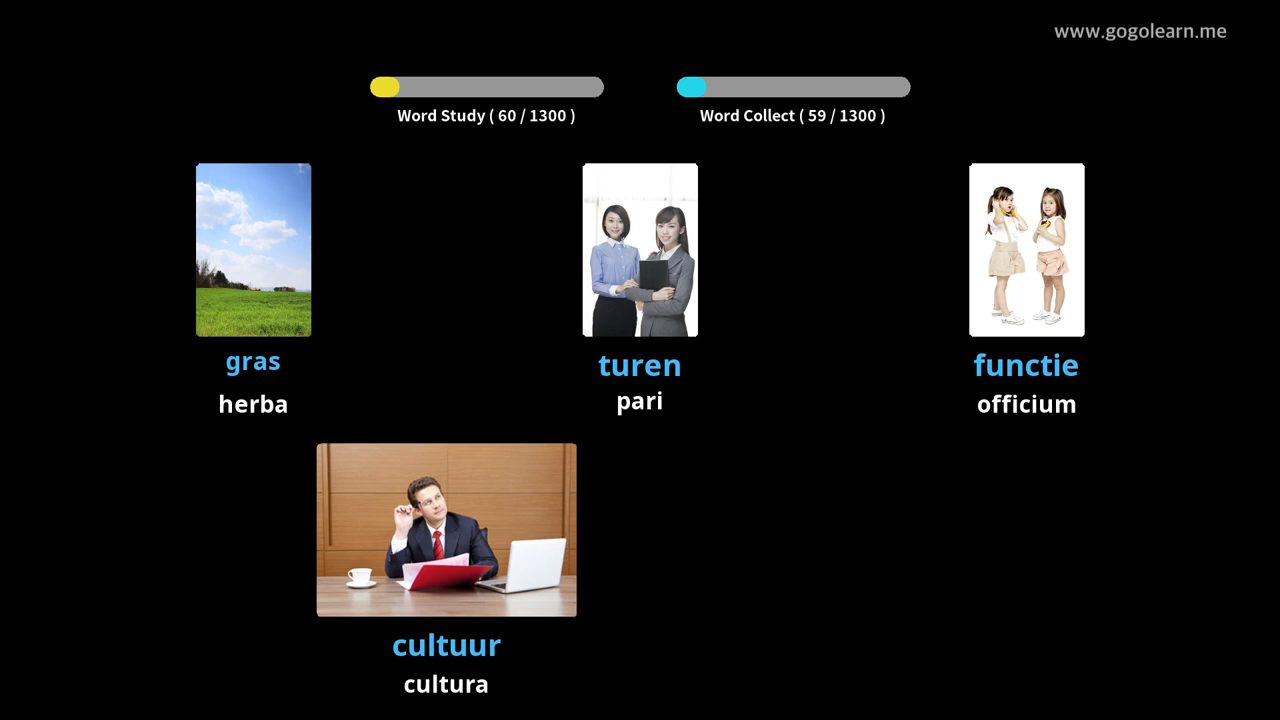 www.gogolearn.me
Word Study ( 60 / 1300 )
Word Collect ( 59 / 1300 )
gras
herba
turen
pari
functie
officium
cultuur
cultura